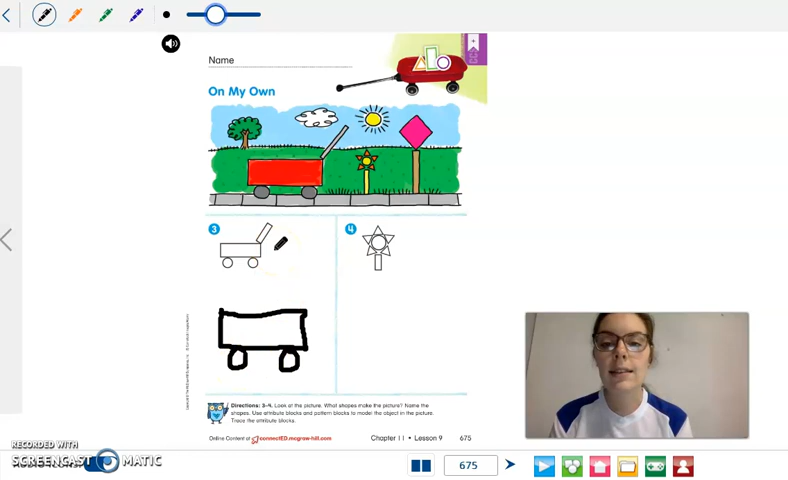 Name
On My Own
3
4
Directions: 3–4. Look at the picture. What shapes make the picture? Name the
shapes. Use attribute blocks and pattern blocks to model the object in the picture.
Trace the attribute blocks.
Online Content at connectED.mcgraw-hill.com
Chapter 11 • Lesson 9
675
RECORDED WITH
SCREENCAST MATIC
675